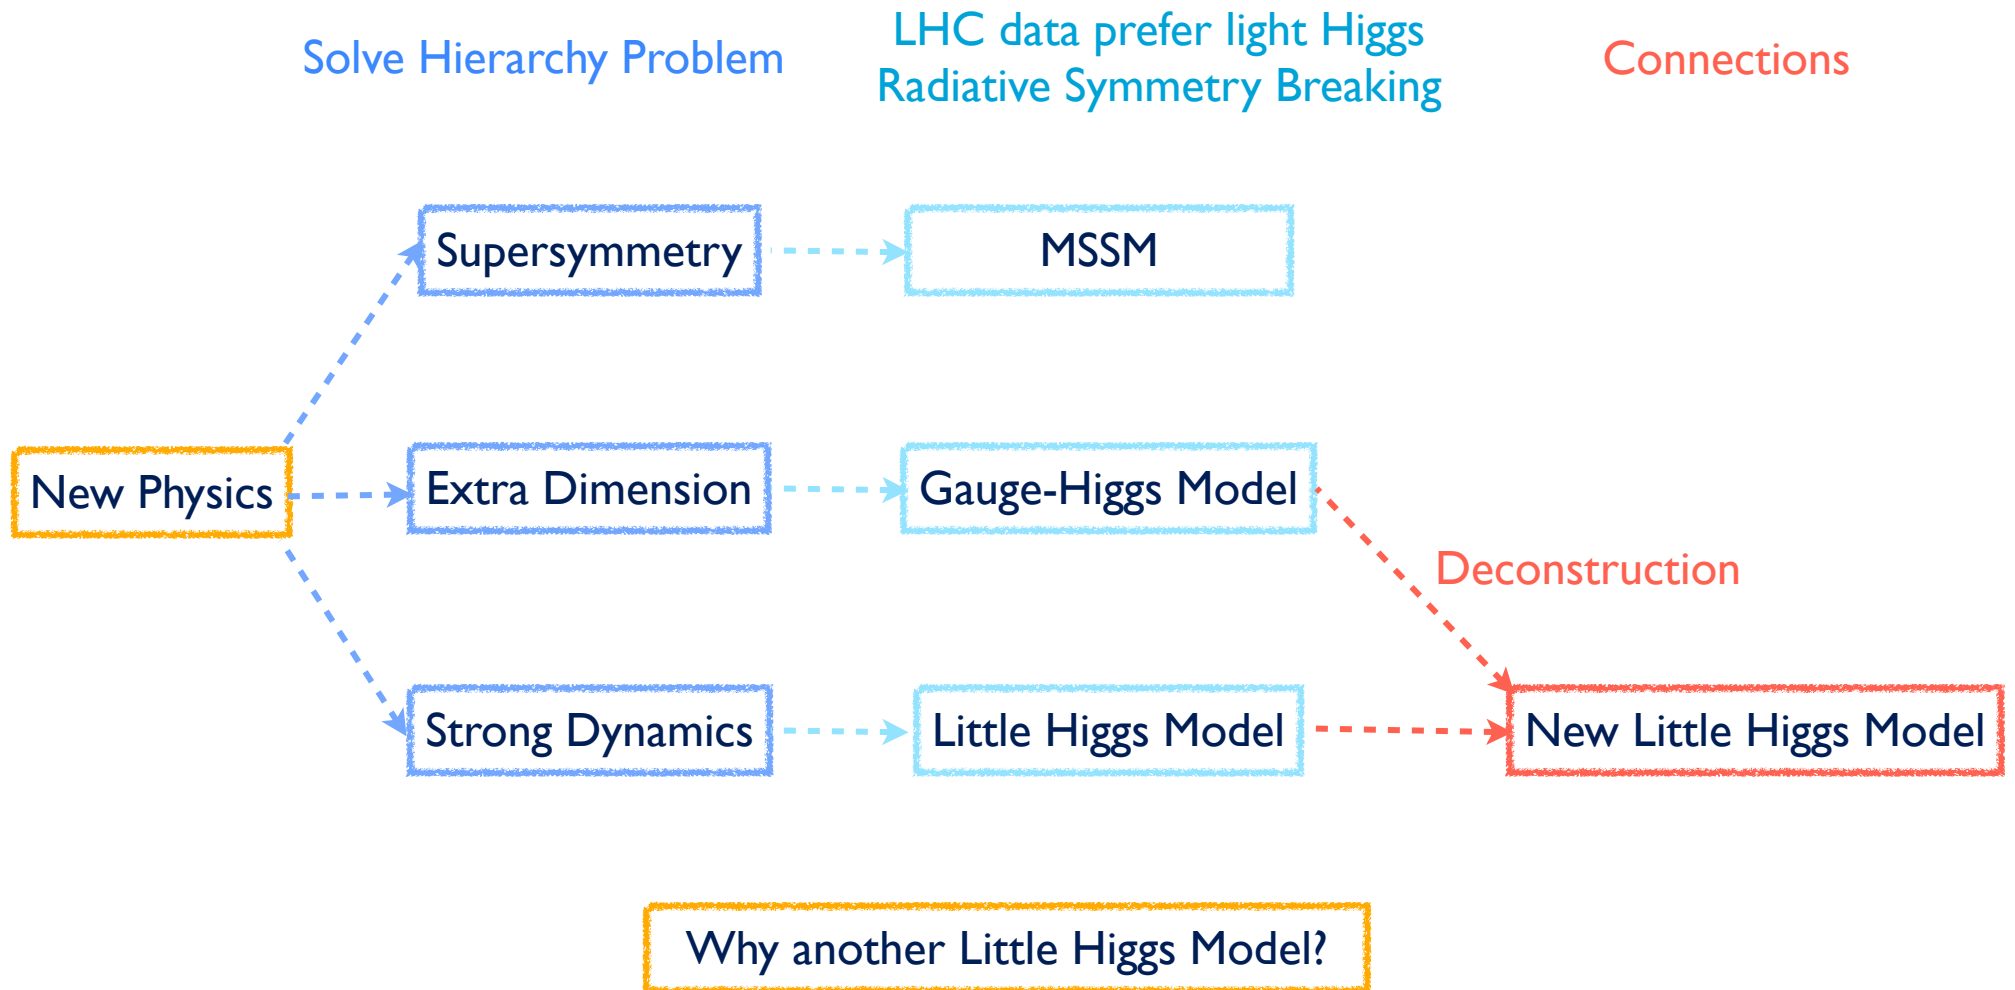 Solve Hierarchy Problem
LHC data prefer light Higgs
Radiative Symmetry Breaking
Connections
Supersymmetry
MSSM
New Physics
Extra Dimension
Gauge-Higgs Model
Deconstruction
Strong Dynamics
Little Higgs Model
New Little Higgs Model
Why another Little Higgs Model?